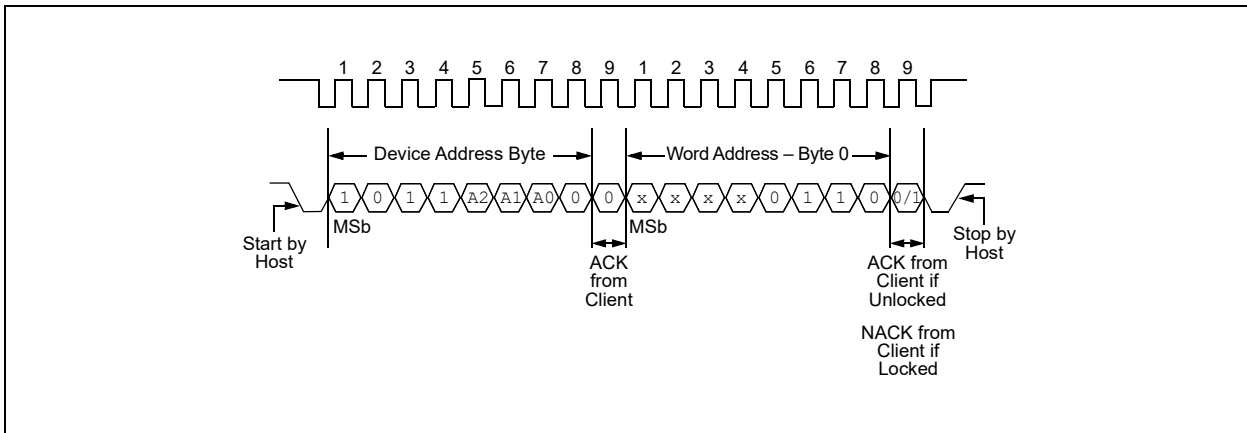 1 2 3 4 5 6 7 8 9 1 2 3 4 5 6 7 8 9
Device Address Byte Word Address – Byte 0
1 0 1 1 A2 A1 A0 0 0 x x x x 0 1 1 0 0/1
MSb MSb
Start by
Host
Stop by
Host
ACK
from
Client
ACK from
Client if
Unlocked
NACK from
Client if
Locked